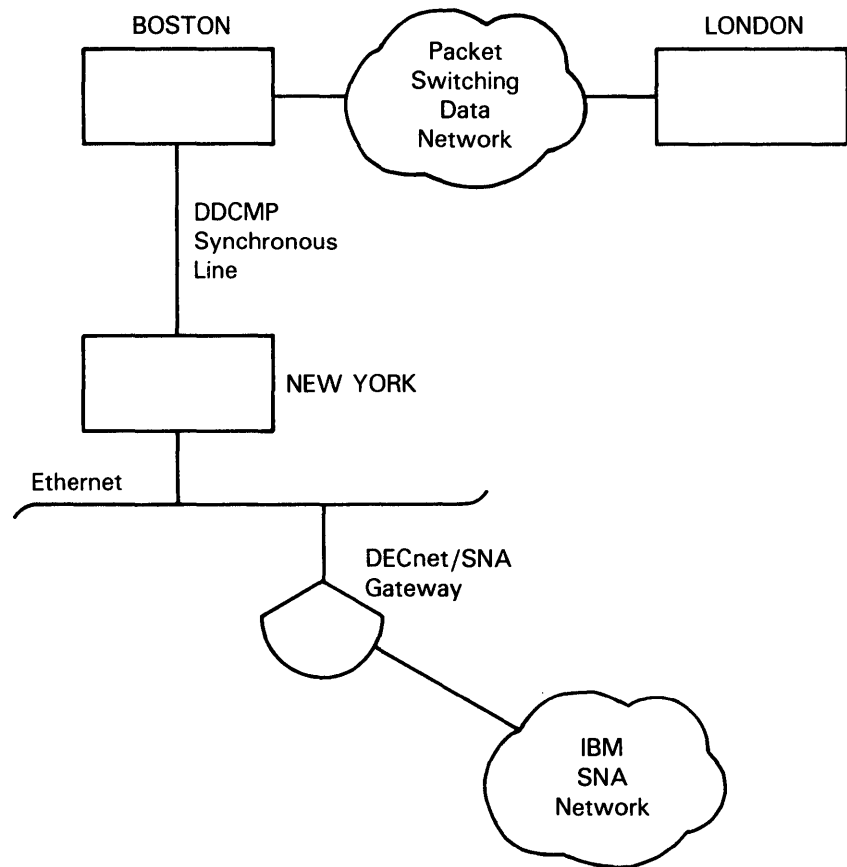 BOSTON
LONDON
Packet
Switching
Data
Network
DDCMP
Synchronous
Line
NEW YORK
Ethernet
DECnet/SNA
Gateway
IBM
SNA
Network